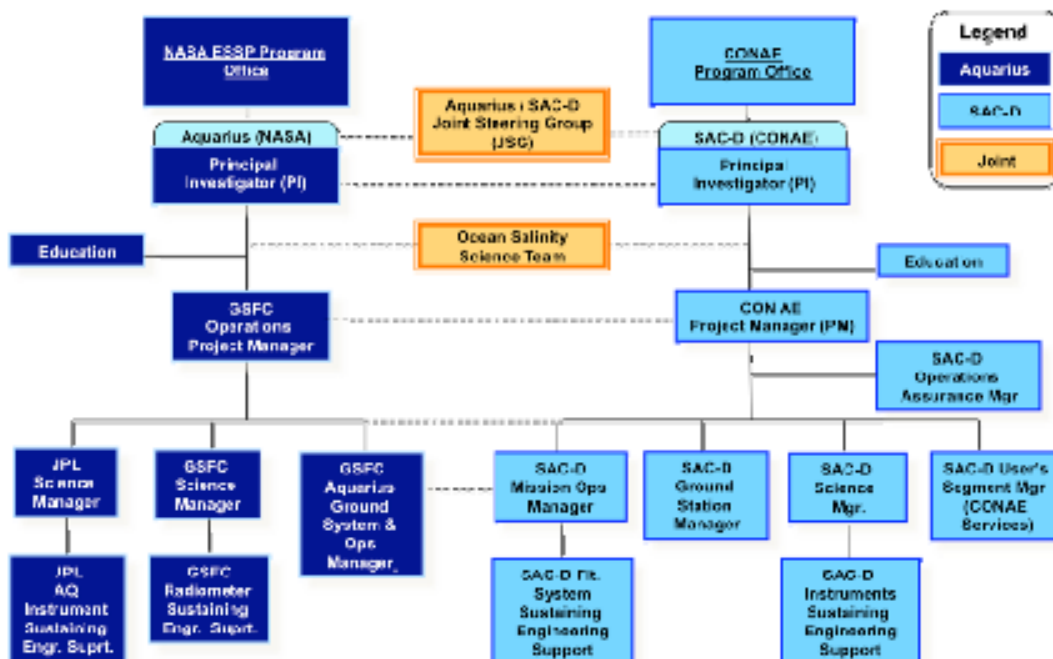 NASA ESSP Program
Office
CONAE
Program Office
Legend
Aquarius
SAC-D
Joint
Aquarius / SAC-D
Joint Steering Group
(JSG)
Aquarius (NASA)
Principal
Investigator (PI)
SAC-D (CONAE)
Principal
Investigator (PI)
Education
Ocean Salinity
Science Team
Education
GSFC
Operations
Project Manager
CONAE
Project Manager (PM)
SAC-D
Operations
Assurance Mgr
JPL
Science
Manager
GSFC
Science
Manager
GSFC
Aquarius
Ground
System &
Ops
Manager
SAC-D
Mission Ops
Manager
SAC-D
Ground
Station
Manager
SAC-D
Science
Mgr.
SAC-D User's
Segment Mgr
(CONAE
Services)
JPL
AQ
Instrument
Sustaining
Engr. Suprt.
GSFC
Radiometer
Sustaining
Engr. Suprt.
SAC-D Flt.
System
Sustaining
Engineering
Support
SAC-D
Instruments
Sustaining
Engineering
Support